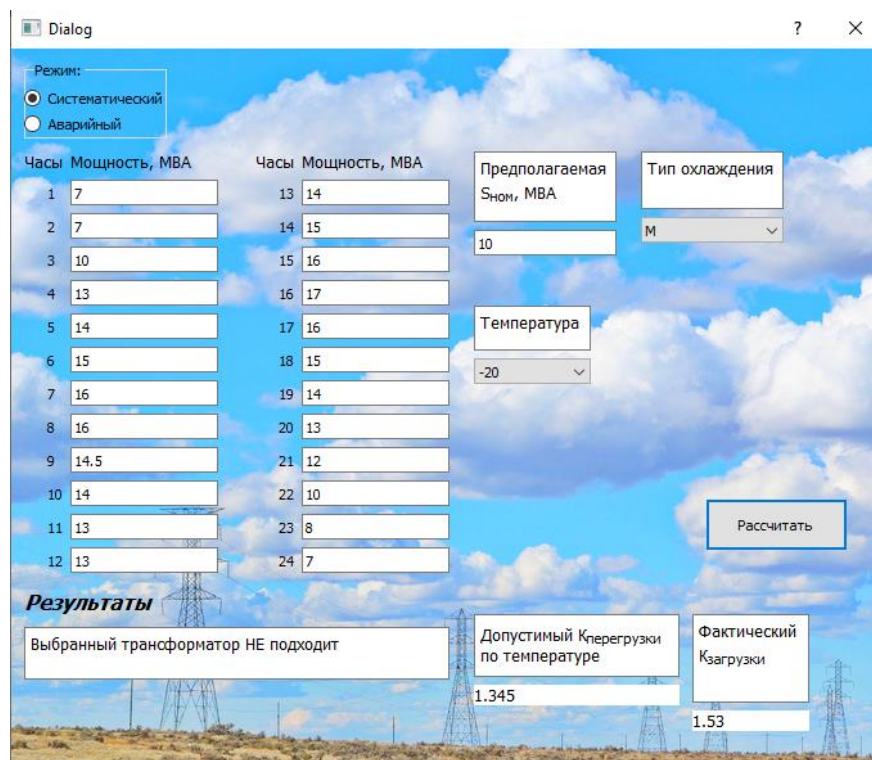 Dialog
?
Режим:
Систематический
Аварийный
Часы Мощность, МВА
Часы Мощность, МВА
1 7
2 7
3 10
4 13
5 14
6 15
7 16
8 16
9 14.5
10 14
11 13
12 13
13 14
14 15
15 16
16 17
17 16
18 15
19 14
20 13
21 12
22 10
23 8
24 7
Предполагаемая
Sном, МВА
10
Тип охлаждения
М
Температура
-20
Рассчитать
Результаты
Выбранный трансформатор НЕ подходит
Допустимый Kперегрузки
по температуре
1.345
Фактический
Kзагрузки
1.53